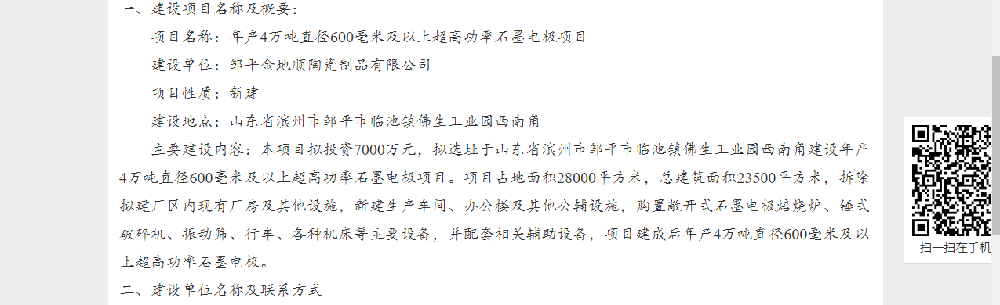 一、建设项目名称及概要：
项目名称：年产4万吨直径600毫米及以上超高功率石墨电极项目
建设单位：邹平金地顺陶瓷制品有限公司
项目性质：新建
建设地点：山东省滨州市邹平市临池镇佛生工业园西南角
主要建设内容：本项目拟投资7000万元，拟选址于山东省滨州市邹平市临池镇佛生工业园西南角建设年产
4万吨直径600毫米及以上超高功率石墨电极项目。项目占地面积28000平方米，总建筑面积23500平方米，拆除
拟建厂区内现有厂房及其他设施，新建生产车间、办公楼及其他公辅设施，购置敞开式石墨电极焙烧炉、锤式
破碎机、振动筛、行车、各种机床等主要设备，并配套相关辅助设备，项目建成后年产4万吨直径600毫米及以
上超高功率石墨电极。
扫一扫在手机
二、建设单位名称及联系方式